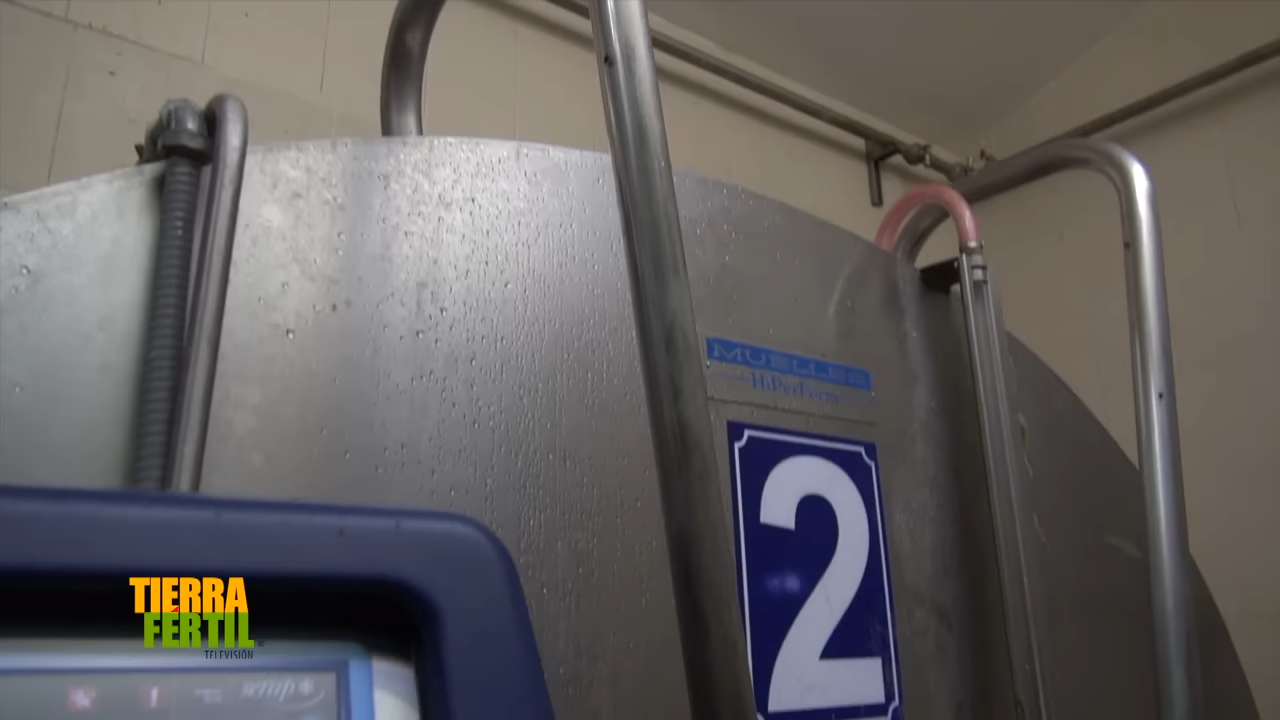 MUELLER
HiPerForm
2
TIERRA
FÉRTIL
TELEVISIÓN